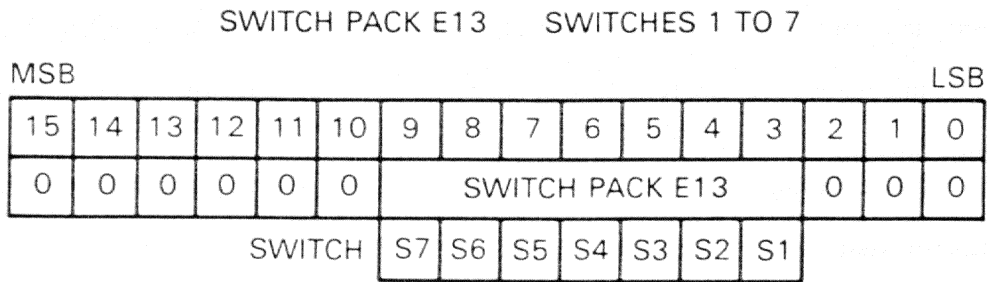 SWITCH PACK E13 SWITCHES 1 TO 7
MSB LSB
15 14 13 12 11 10 9 8 7 6 5 4 3 2 1 0
0 0 0 0 0 0 SWITCH PACK E13 0 0 0
SWITCH S7 S6 S5 S4 S3 S2 S1